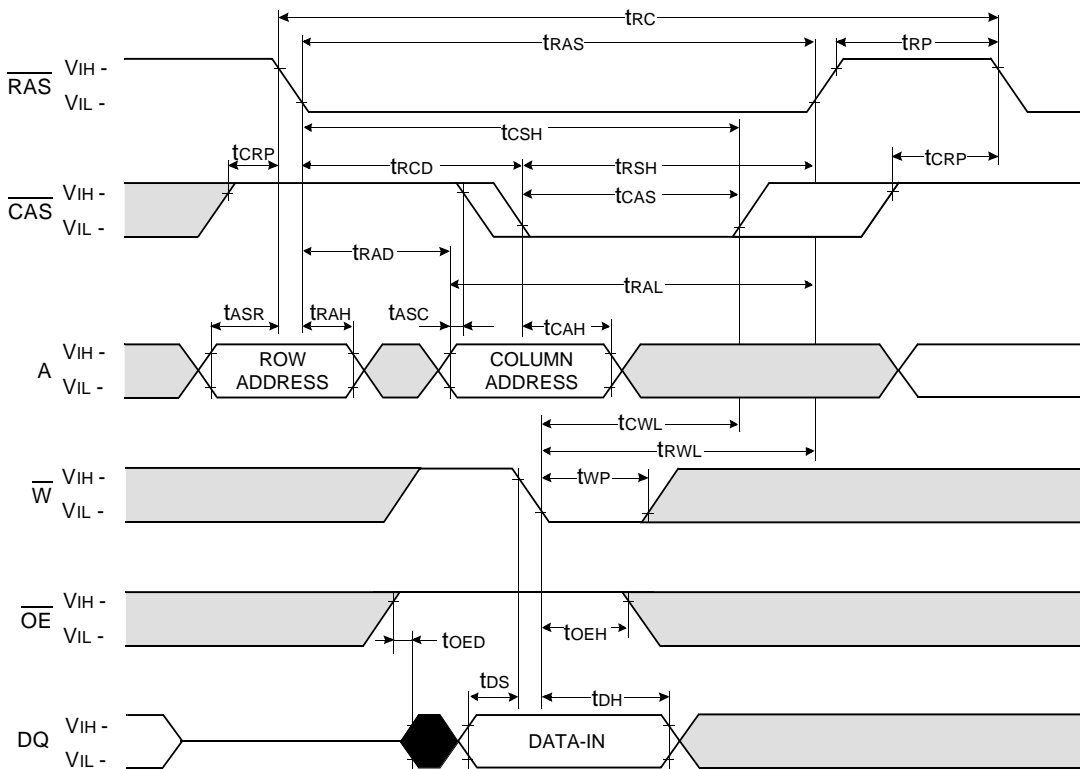 tRC
tRAS
tRP
RAS
VIH -
VIL -
tCSH
tCRP
tRCD
tRSH
tCRP
CAS
VIH -
VIL -
tCAS
tRAD
tRAL
tASR
tRAH
tASC
tCAH
A
VIH -
VIL -
ROW
ADDRESS
COLUMN
ADDRESS
tCWL
tRWL
W
VIH -
VIL -
tWP
OE
VIH -
VIL -
tOED
tOEH
tDS
tDH
DQ
VIH -
VIL -
DATA-IN